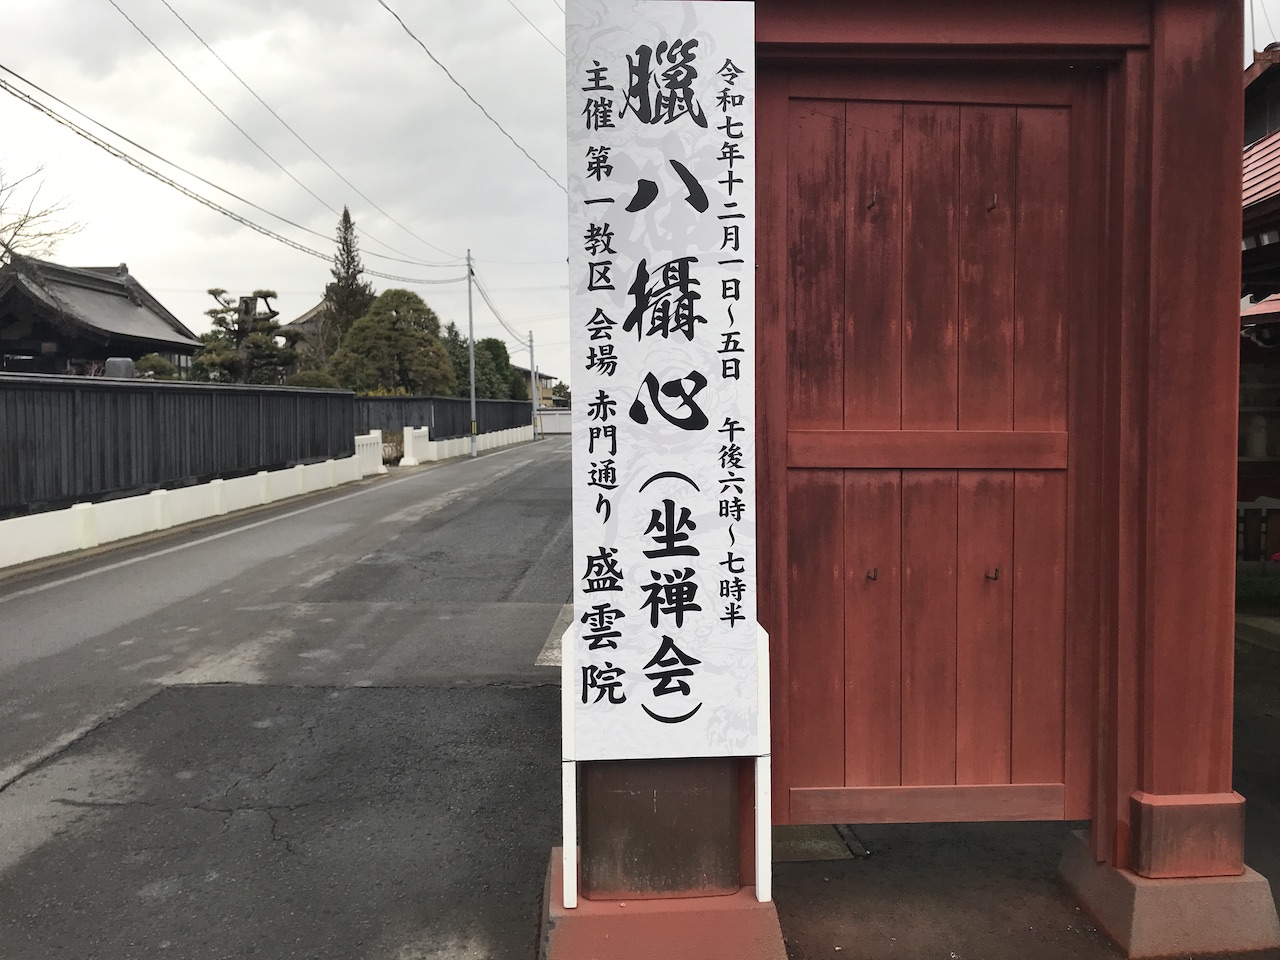 令和七年十二月一日～五日 午後六時～七時半
臘八攝心（坐禅会）
主催 第一教区 会場 赤門通り 盛雲院